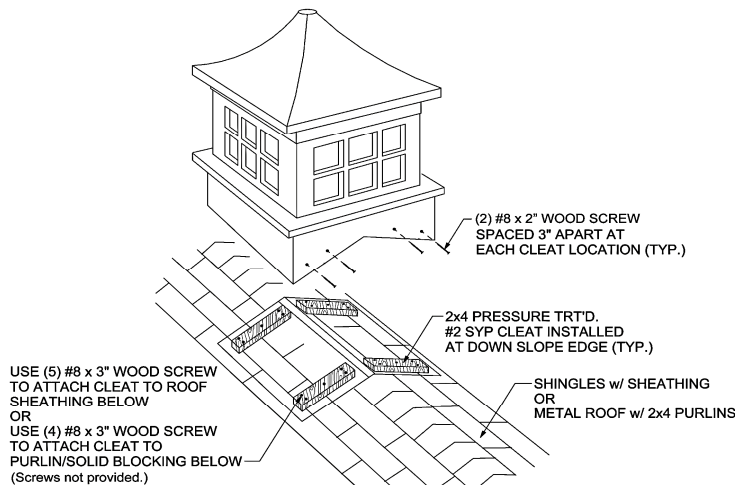 (2) #8 x 2" WOOD SCREW
SPACED 3" APART AT
EACH CLEAT LOCATION (TYP.)
2x4 PRESSURE TRT'D.
#2 SYP CLEAT INSTALLED
AT DOWN SLOPE EDGE (TYP.)
SHINGLES w/ SHEATHING
OR
METAL ROOF w/ 2x4 PURLINS
USE (5) #8 x 3" WOOD SCREW
TO ATTACH CLEAT TO ROOF
SHEATHING BELOW
OR
USE (4) #8 x 3" WOOD SCREW
TO ATTACH CLEAT TO
PURLIN/SOLID BLOCKING BELOW
(Screws not provided.)